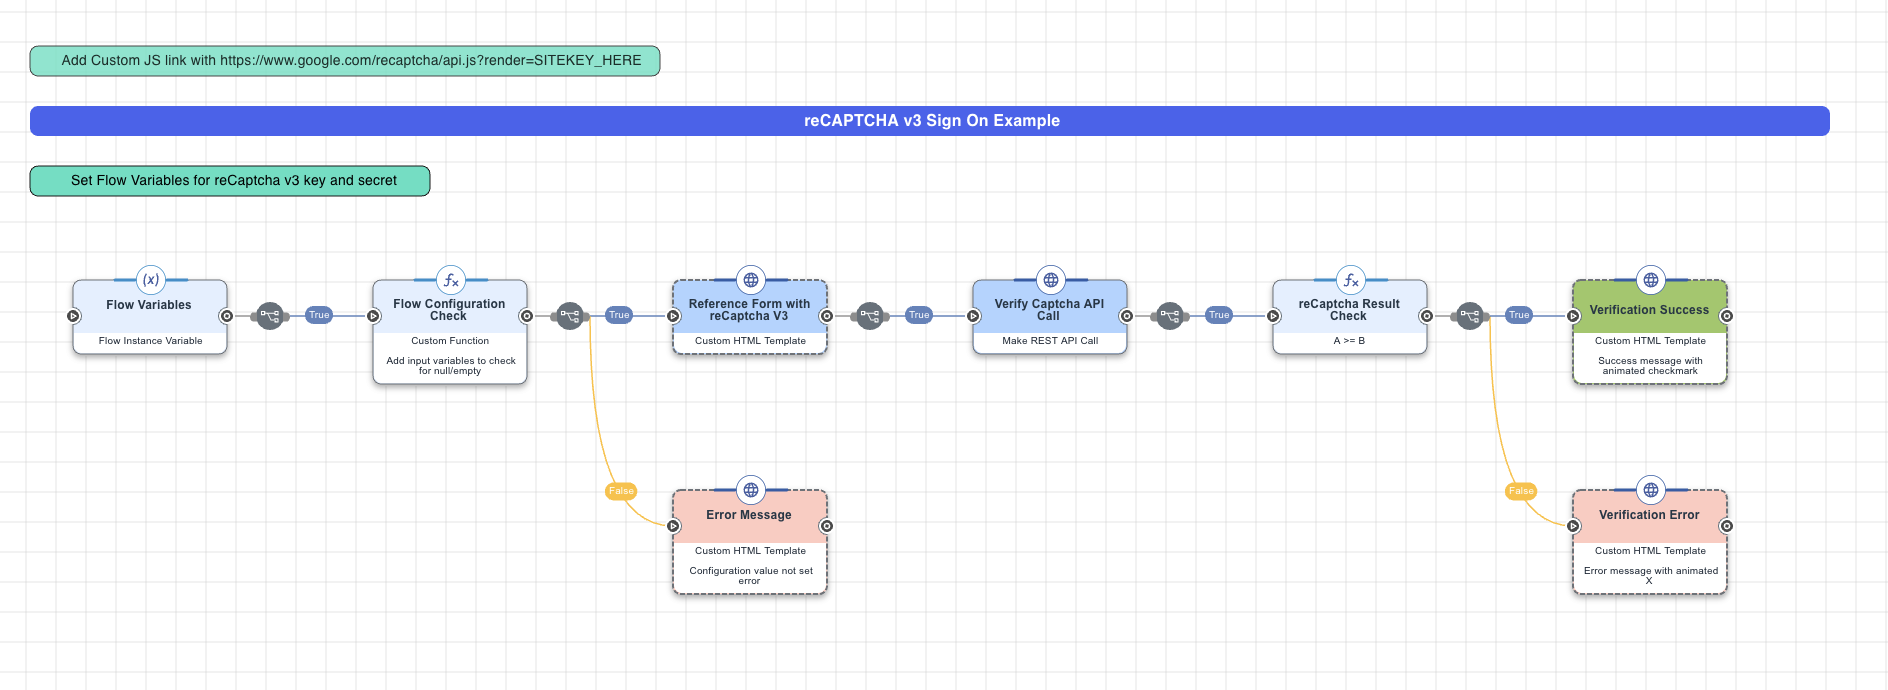 Add Custom JS link with https://www.google.com/recaptcha/api.js?render=SITEKEY_HERE
reCAPTCHA v3 Sign On Example
Set Flow Variables for reCaptcha v3 key and secret
(x)
Flow Variables
Flow Instance Variable
True
fx
Flow Configuration
Check
Custom Function
Add input variables to check
for null/empty
True
Reference Form with
reCaptcha V3
Custom HTML Template
True
Verify Captcha API
Call
Make REST API Call
True
fx
reCaptcha Result
Check
A >= B
True
Verification Success
Custom HTML Template
Success message with
animated checkmark
False
Error Message
Custom HTML Template
Configuration value not set
error
False
Verification Error
Custom HTML Template
Error message with animated
X